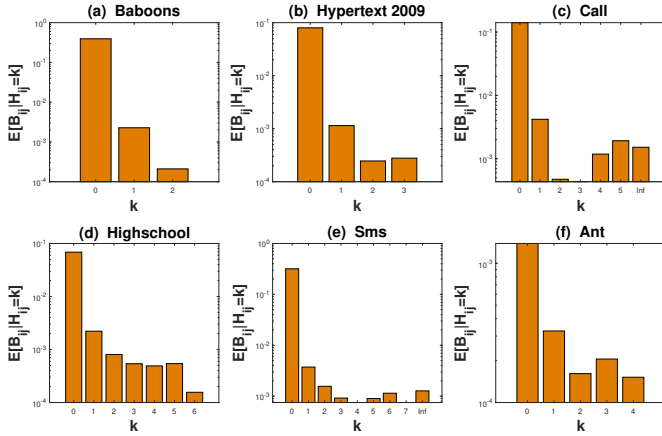 (a) Baboons
E[B_ij|H_ij=k]
10^0
10^-1
10^-2
10^-3
10^-4
0 1 2
k
(b) Hypertext 2009
E[B_ij|H_ij=k]
10^-1
10^-2
10^-3
10^-4
0 1 2 3
k
(c) Call
E[B_ij|H_ij=k]
10^-1
10^-2
10^-3
0 1 2 3 4 5 Inf
k
(d) Highschool
E[B_ij|H_ij=k]
10^-1
10^-2
10^-3
10^-4
0 1 2 3 4 5 6
k
(e) Sms
E[B_ij|H_ij=k]
10^0
10^-1
10^-2
10^-3
0 1 2 3 4 5 6 7 Inf
k
(f) Ant
E[B_ij|H_ij=k]
10^-3
10^-4
0 1 2 3 4
k